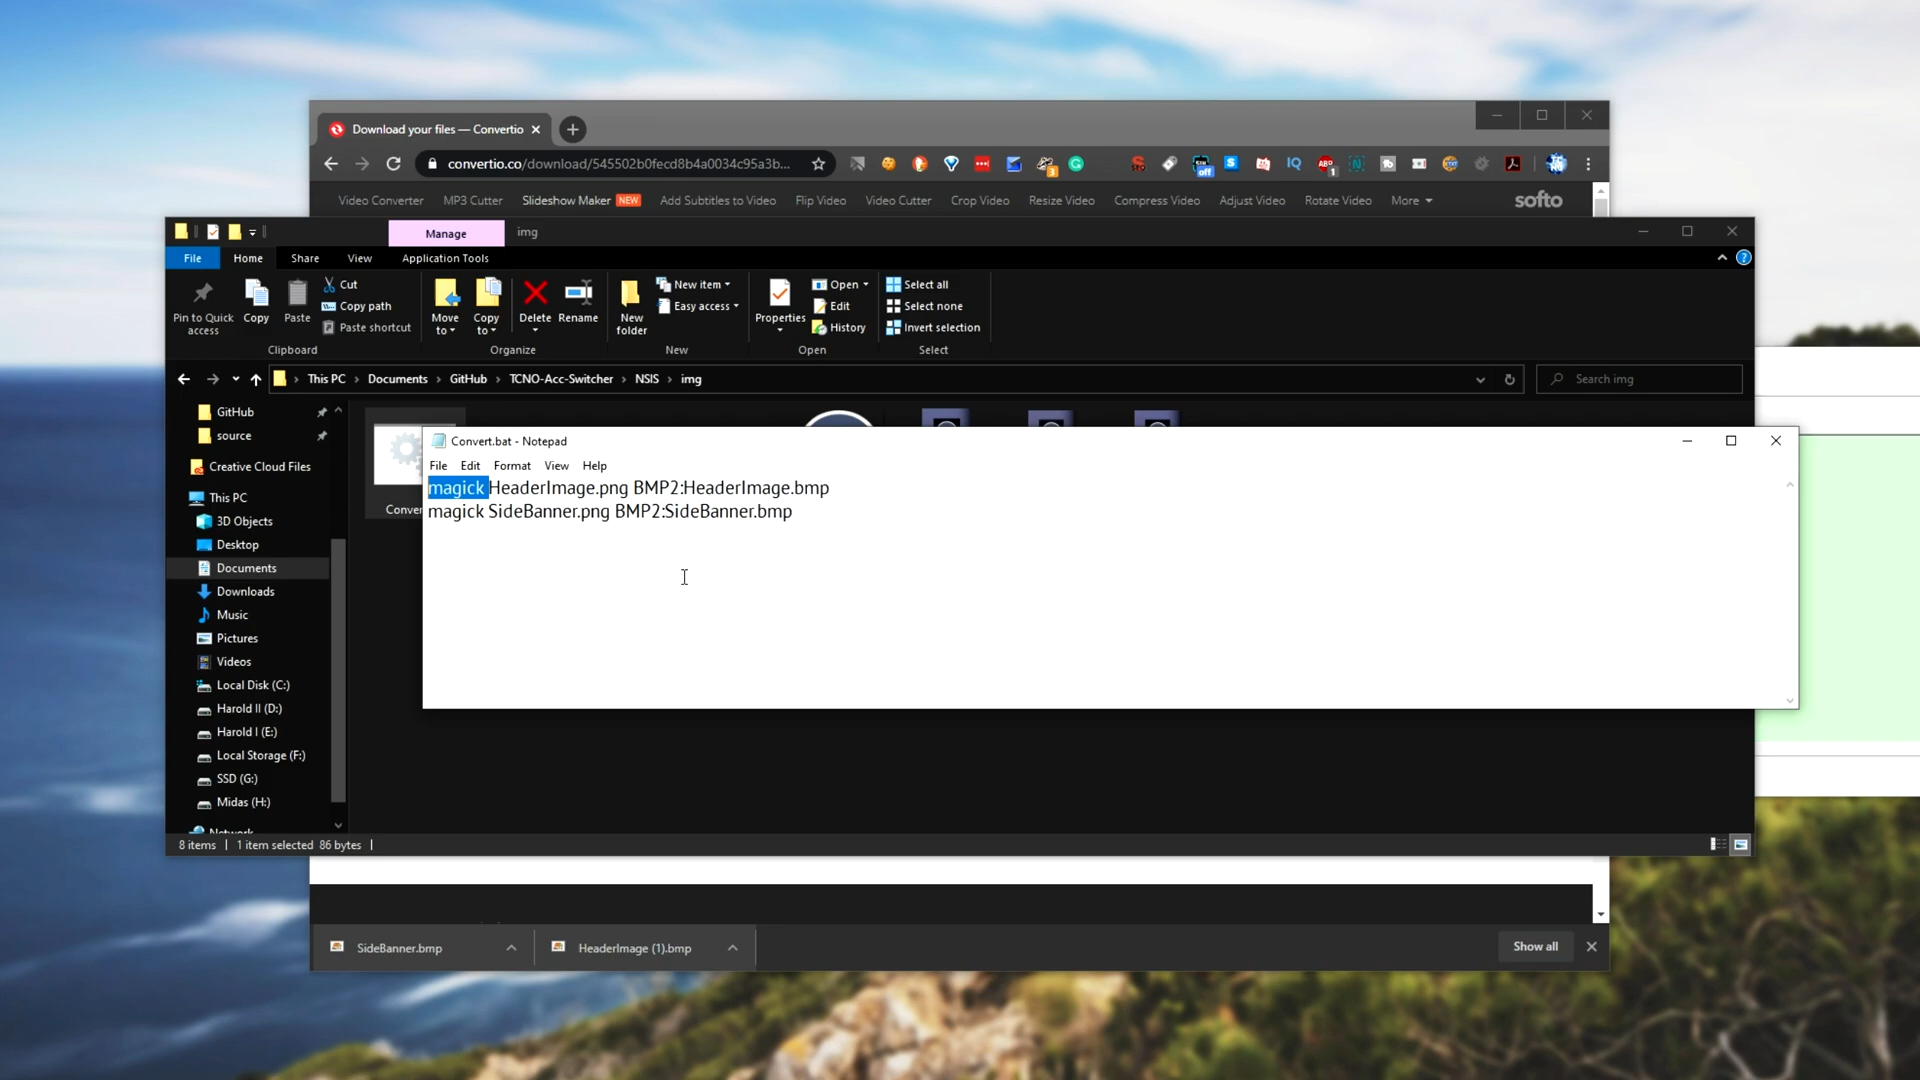 Download your files — Convertio
convertio.co/download/545502b0fecd8b4a0034c95a3b...
Video Converter MP3 Cutter Slideshow Maker NEW Add Subtitles to Video Flip Video Video Cutter Crop Video Resize Video Compress Video Adjust Video Rotate Video More softo
Manage img
File Home Share View Application Tools
Pin to Quick access
Copy
Paste
Cut
Copy path
Paste shortcut
Clipboard
Move to
Copy to
Delete
Rename
Organize
New folder
New item
Easy access
New
Properties
Open
Edit
History
Open
Select all
Select none
Invert selection
Select
This PC › Documents › GitHub › TCNO-Acc-Switcher › NSIS › img
Search img
GitHub
source
Creative Cloud Files
This PC
3D Objects
Desktop
Documents
Downloads
Music
Pictures
Videos
Local Disk (C:)
Harold II (D:)
Harold I (E:)
Local Storage (F:)
SSD (G:)
Midas (H:)
Network
Conver
Convert.bat - Notepad
File Edit Format View Help
magick HeaderImage.png BMP2:HeaderImage.bmp
magick SideBanner.png BMP2:SideBanner.bmp
8 items 1 item selected 86 bytes
SideBanner.bmp HeaderImage (1).bmp Show all